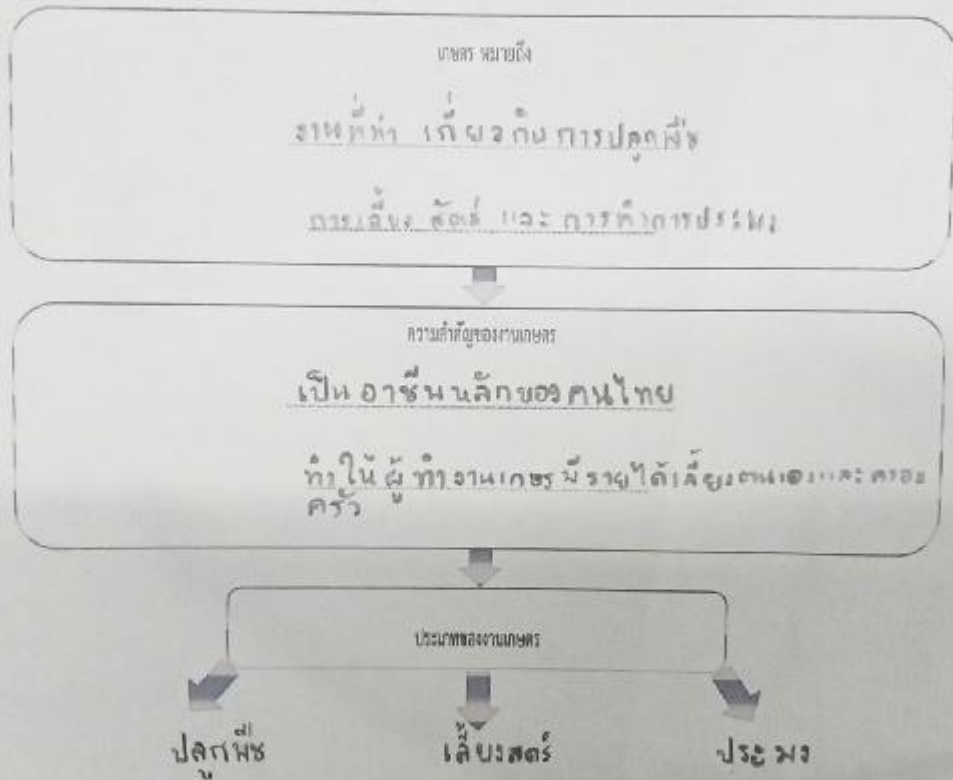 เกษตร หมายถึง
งานที่ทำ เกี่ยวกับการปลูกพืช
การเลี้ยง สัตว์ และ การทำการประมง
ความสำคัญของงานเกษตร
เป็นอาชีพหลักของคนไทย
ทำให้ผู้ทำงานเกษรมีรายได้เลี้ยงตนเองและครอบ
ครัว
ประเภทของงานเกษตร
ปลูกพืช เลี้ยงสตร์ ประมง